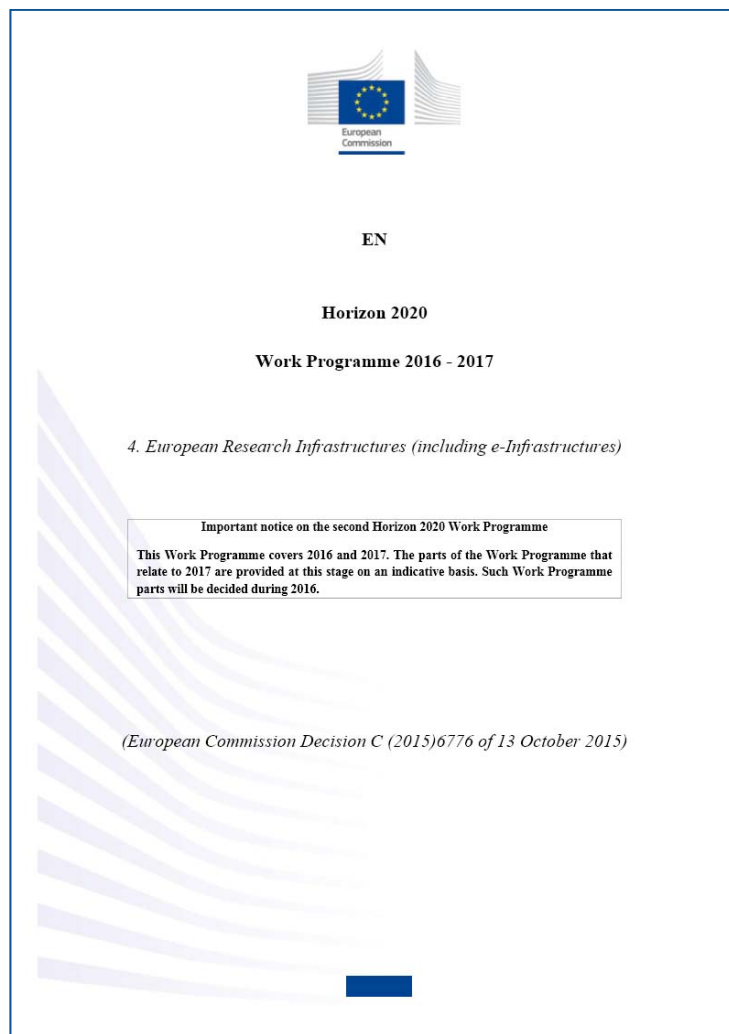 European
Commission
EN
Horizon 2020
Work Programme 2016 - 2017
4. European Research Infrastructures (including e-Infrastructures)
Important notice on the second Horizon 2020 Work Programme
This Work Programme covers 2016 and 2017. The parts of the Work Programme that
relate to 2017 are provided at this stage on an indicative basis. Such Work Programme
parts will be decided during 2016.
(European Commission Decision C (2015)6776 of 13 October 2015)